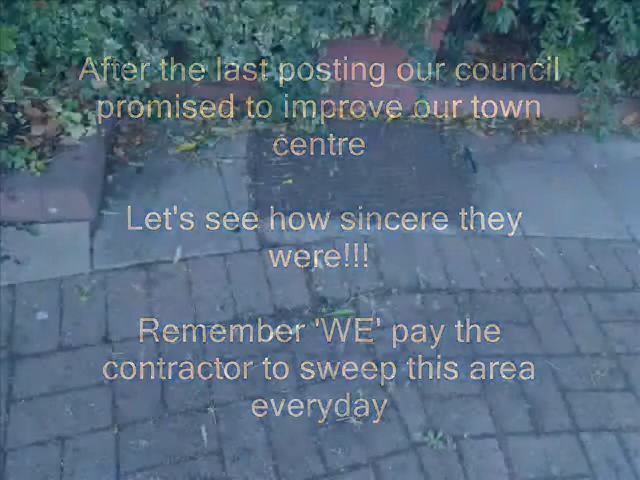 After the last posting our council
promised to improve our town
centre
Let's see how sincere they
were!!!
Remember 'WE' pay the
contractor to sweep this area
everyday